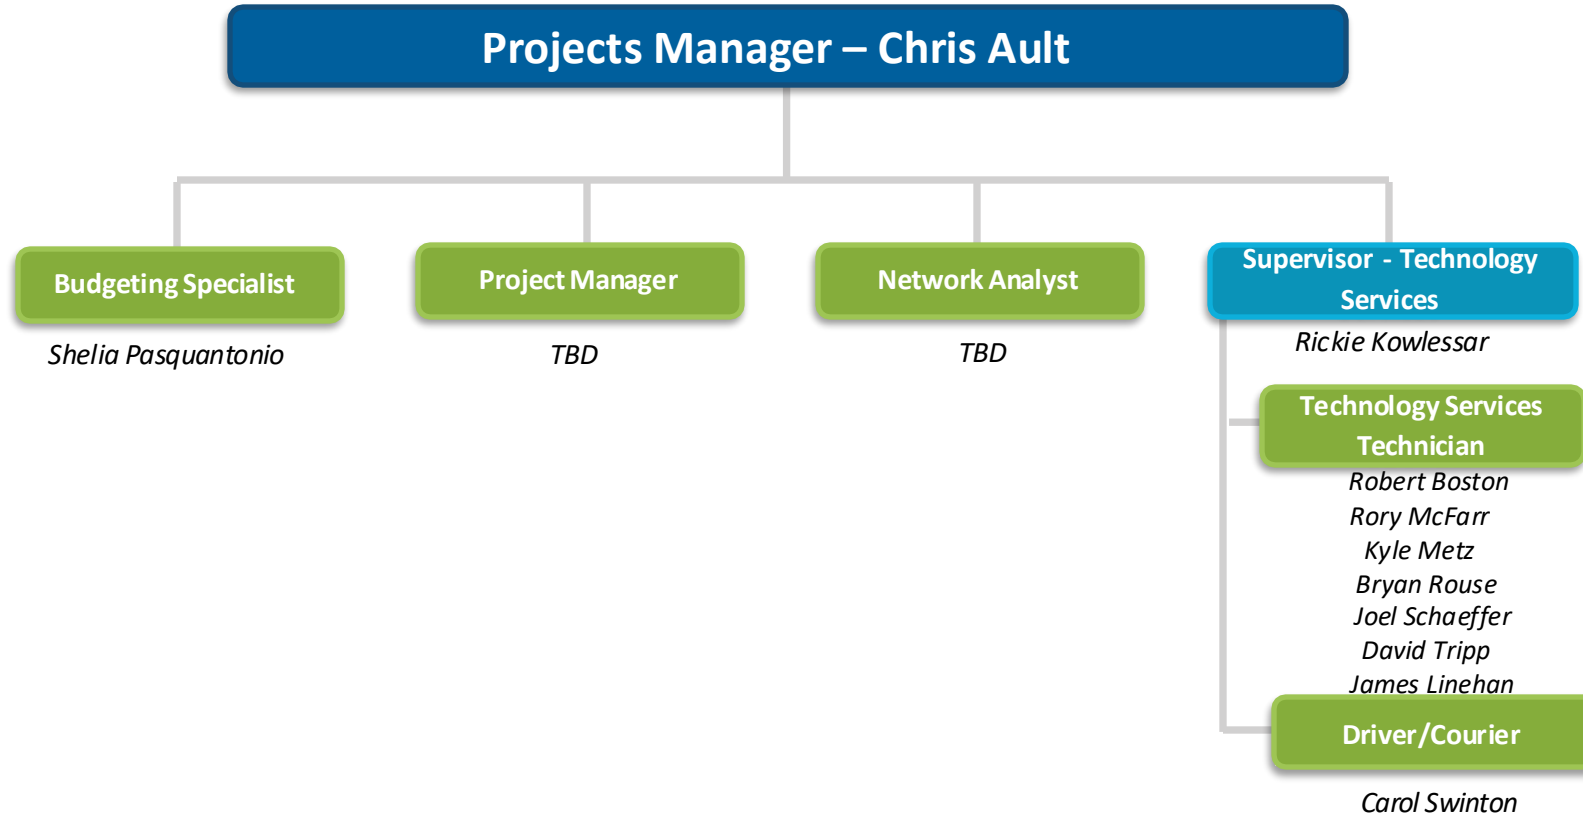 Projects Manager – Chris Ault
Budgeting Specialist
Shelia Pasquantonio
Project Manager
TBD
Network Analyst
TBD
Supervisor - Technology
Services
Rickie Kowlessar
Technology Services
Technician
Robert Boston
Rory McFarr
Kyle Metz
Bryan Rouse
Joel Schaeffer
David Tripp
James Linehan
Driver/Courier
Carol Swinton